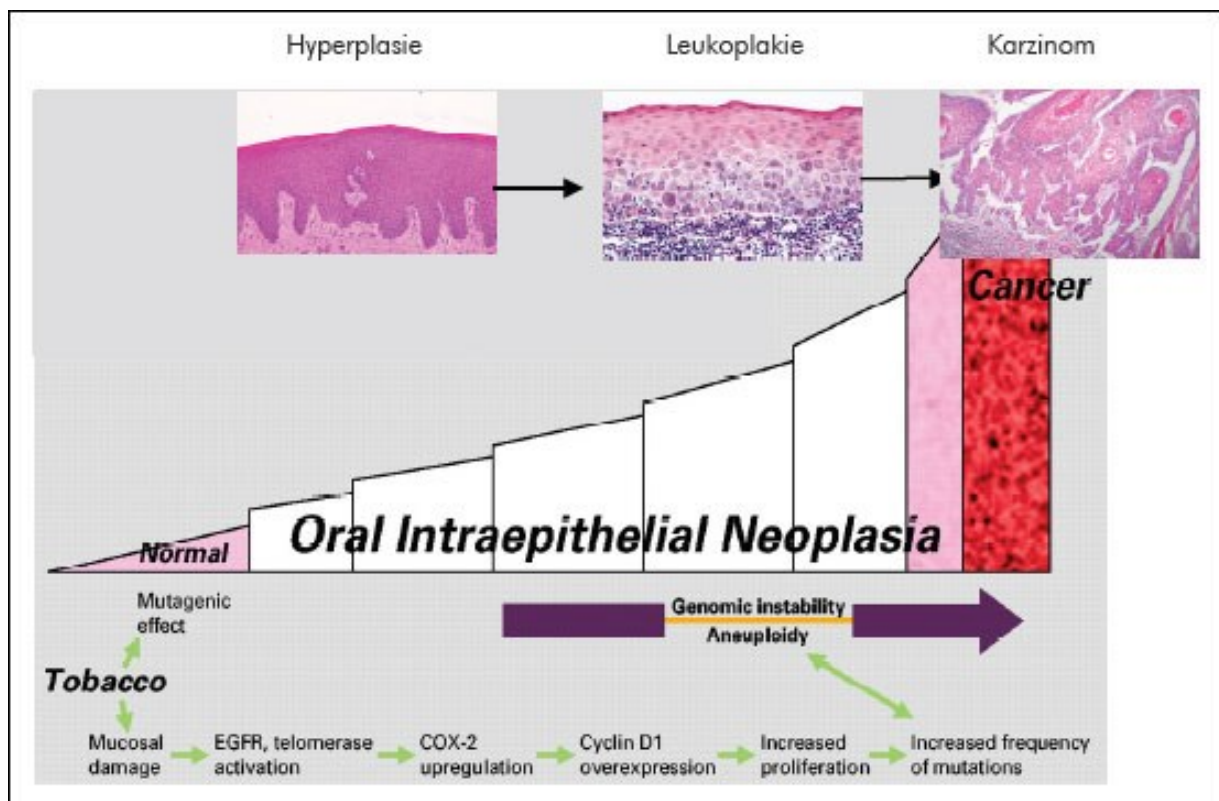 Hyperplasie
Leukoplakie
Karzinom
Cancer
Normal
Oral Intraepithelial Neoplasia
Mutagenic
effect
Genomic instability
Aneuploidy
Tobacco
Mucosal
damage
EGFR, telomerase
activation
COX-2
upregulation
Cyclin D1
overexpression
Increased
proliferation
Increased frequency
of mutations